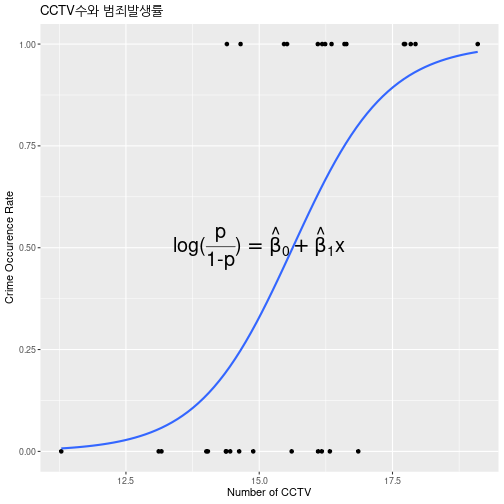 CCTV수와 범죄발생률
1.00
0.75
0.50
0.25
0.00
Crime Occurence Rate
log(p/1-p) = β̂₀ + β̂₁x
12.5 15.0 17.5
Number of CCTV